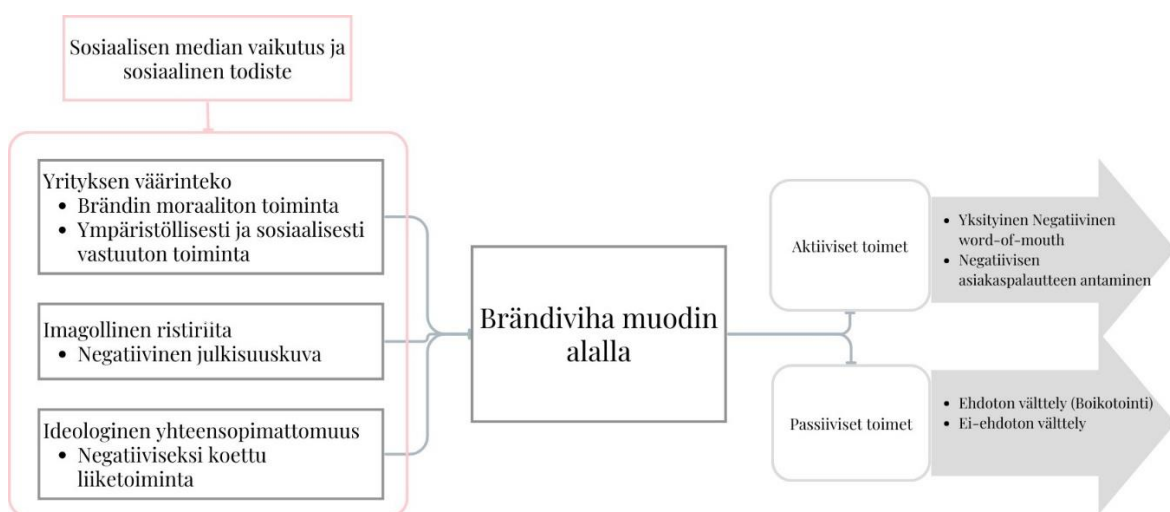 Sosiaalisen median vaikutus ja
sosiaalinen todiste
Yrityksen väärinteko
• Brändin moraaliton toiminta
• Ympäristöllisesti ja sosiaalisesti
vastuuton toiminta
Imagollinen ristiriita
• Negatiivinen julkisuuskuva
Ideologinen yhteensopimattomuus
• Negatiiviseksi koettu
liiketoiminta
Brändiviha muodin
alalla
Aktiiviset toimet
• Yksityinen Negatiivinen
word-of-mouth
• Negatiivisen
asiakaspalautteen antaminen
Passiiviset toimet
• Ehdoton välttely (Boikotointi)
• Ei-ehdoton välttely